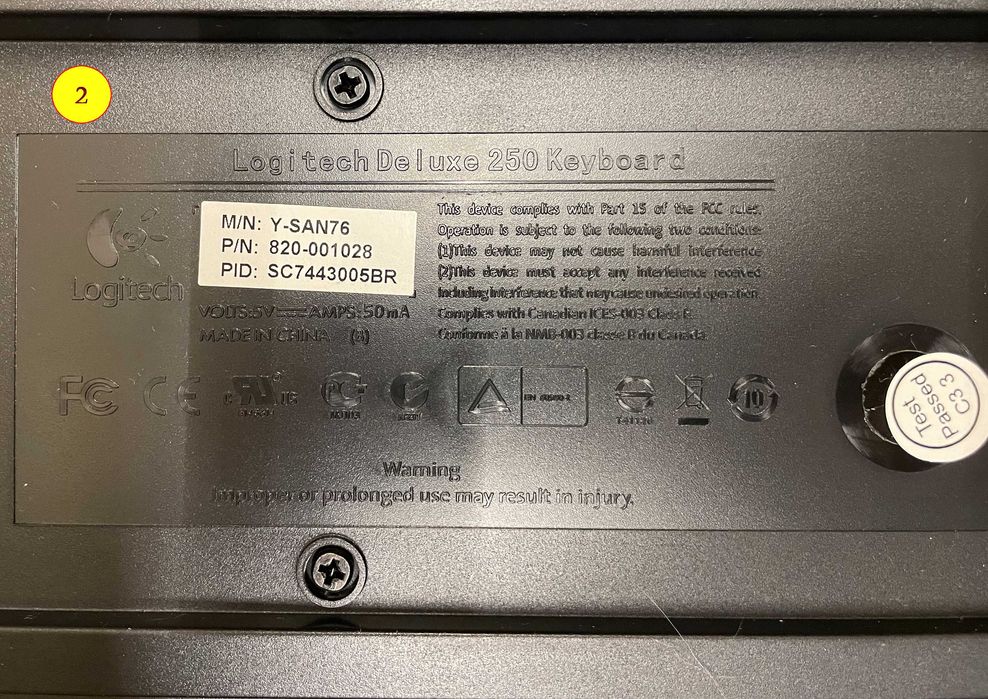 2
Logitech Deluxe 250 Keyboard
Logitech
M/N: Y-SAN76
P/N: 820-001028
PID: SC7443005BR
VOLTS:5V AMPS:50mA
MADE IN CHINA
This device complies with Part 15 of the FCC rules.
Operation is subject to the following two conditions:
(1)This device may not cause harmful interference
(2)This device must accept any interference received
including interference that may cause undesired operation.
Complies with Canadian ICES-003 Class B.
Conforme à la NMB-003 classe B du Canada.
FC CE
10
Test
Passed
C3 3
Warning
Improper or prolonged use may result in injury.